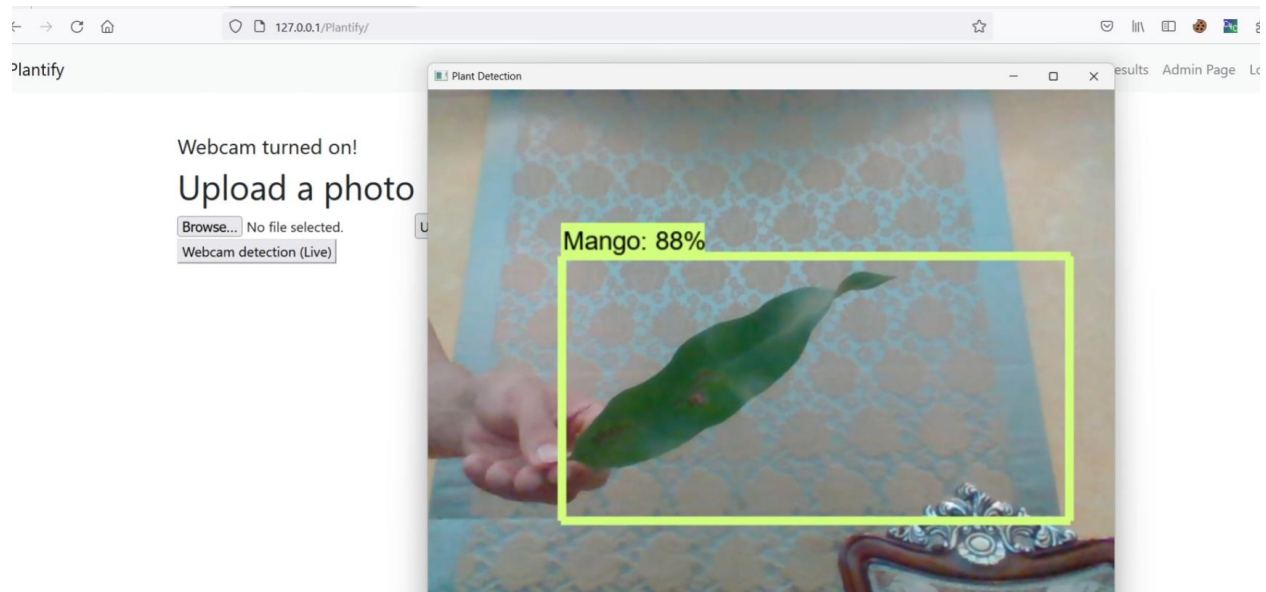 127.0.0.1/Plantify/
Plantify
Plant Detection
esults Admin Page Lo
Webcam turned on!
Upload a photo
Browse... No file selected. U
Webcam detection (Live)
Mango: 88%